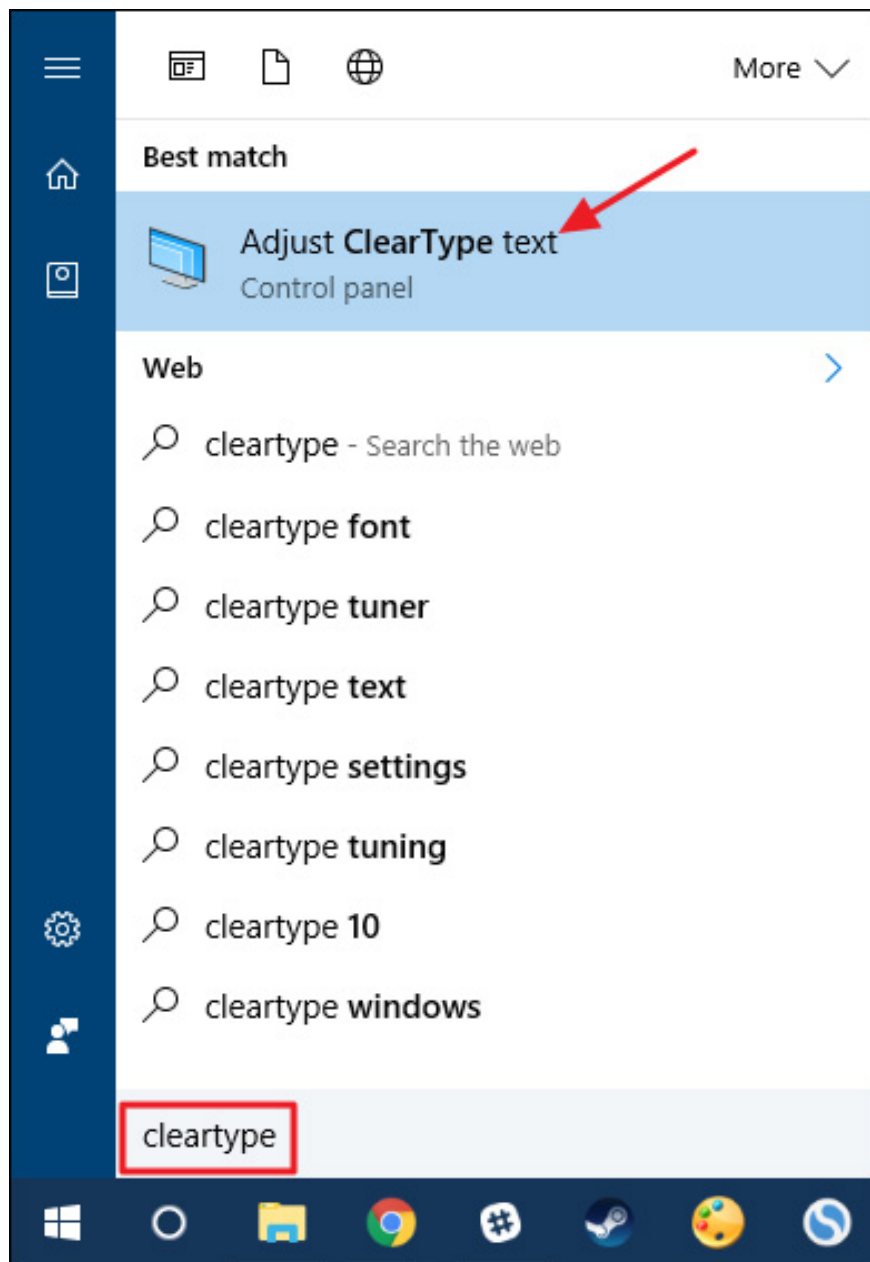 More
Best match
Adjust ClearType text
Control panel
Web
cleartype - Search the web
cleartype font
cleartype tuner
cleartype text
cleartype settings
cleartype tuning
cleartype 10
cleartype windows
cleartype